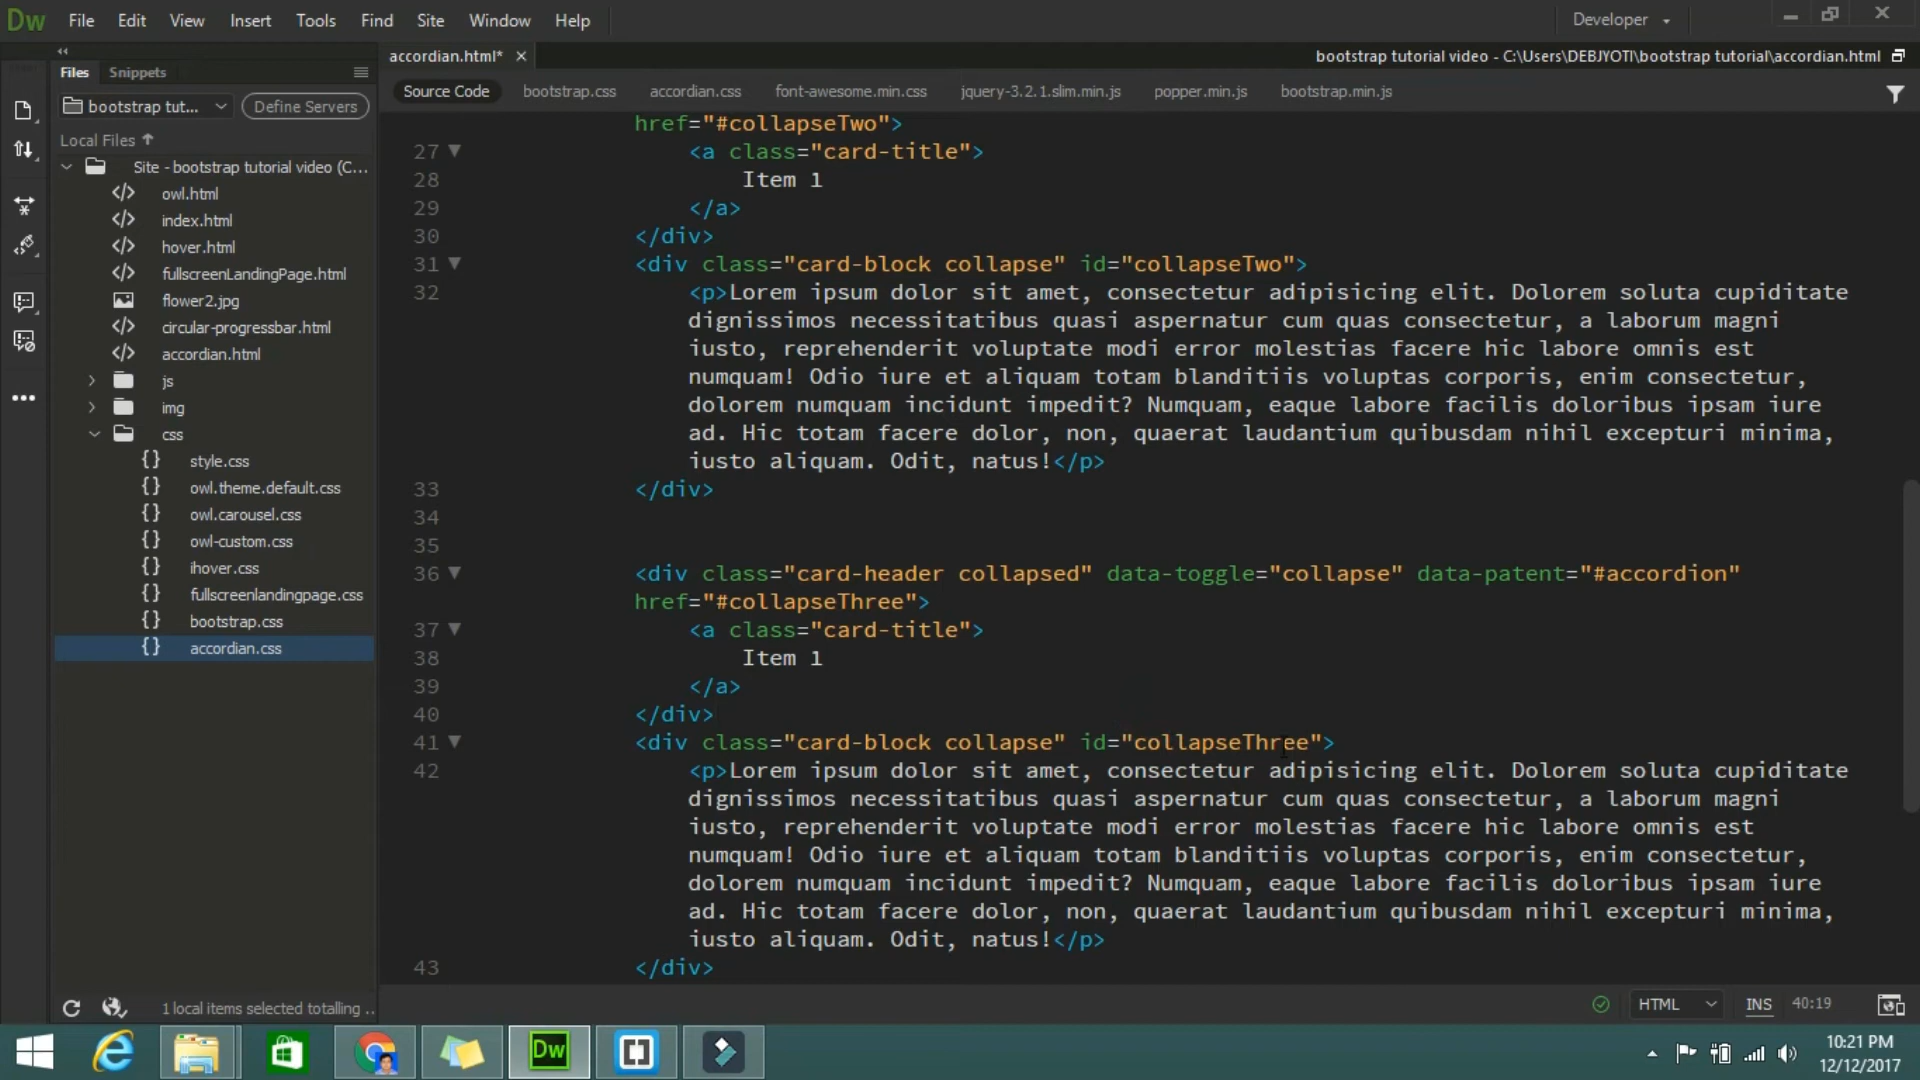 Dw File Edit View Insert Tools Find Site Window Help Developer
accordian.html* bootstrap tutorial video - C:\Users\DEBJYOTI\bootstrap tutorial\accordian.html
Files Snippets
Source Code bootstrap.css accordian.css font-awesome.min.css jquery-3.2.1.slim.min.js popper.min.js bootstrap.min.js
bootstrap tut... Define Servers
Local Files
Site - bootstrap tutorial video (C...
owl.html
index.html
hover.html
fullscreenLandingPage.html
flower2.jpg
circular-progressbar.html
accordian.html
js
img
css
style.css
owl.theme.default.css
owl.carousel.css
owl-custom.css
ihover.css
fullscreenlandingpage.css
bootstrap.css
accordian.css
href="#collapseTwo">
27 <a class="card-title">
28 Item 1
29 </a>
30 </div>
31 <div class="card-block collapse" id="collapseTwo">
32 <p>Lorem ipsum dolor sit amet, consectetur adipisicing elit. Dolorem soluta cupiditate
dignissimos necessitatibus quasi aspernatur cum quas consectetur, a laborum magni
iusto, reprehenderit voluptate modi error molestias facere hic labore omnis est
numquam! Odio iure et aliquam totam blanditiis voluptas corporis, enim consectetur,
dolorem numquam incidunt impedit? Numquam, eaque labore facilis doloribus ipsam iure
ad. Hic totam facere dolor, non, quaerat laudantium quibusdam nihil excepturi minima,
iusto aliquam. Odit, natus!</p>
33 </div>
34
35
36 <div class="card-header collapsed" data-toggle="collapse" data-patent="#accordion"
href="#collapseThree">
37 <a class="card-title">
38 Item 1
39 </a>
40 </div>
41 <div class="card-block collapse" id="collapseThree">
42 <p>Lorem ipsum dolor sit amet, consectetur adipisicing elit. Dolorem soluta cupiditate
dignissimos necessitatibus quasi aspernatur cum quas consectetur, a laborum magni
iusto, reprehenderit voluptate modi error molestias facere hic labore omnis est
numquam! Odio iure et aliquam totam blanditiis voluptas corporis, enim consectetur,
dolorem numquam incidunt impedit? Numquam, eaque labore facilis doloribus ipsam iure
ad. Hic totam facere dolor, non, quaerat laudantium quibusdam nihil excepturi minima,
iusto aliquam. Odit, natus!</p>
43 </div>
1 local items selected totalling .. HTML INS 40:19
Dw
10:21 PM
12/12/2017